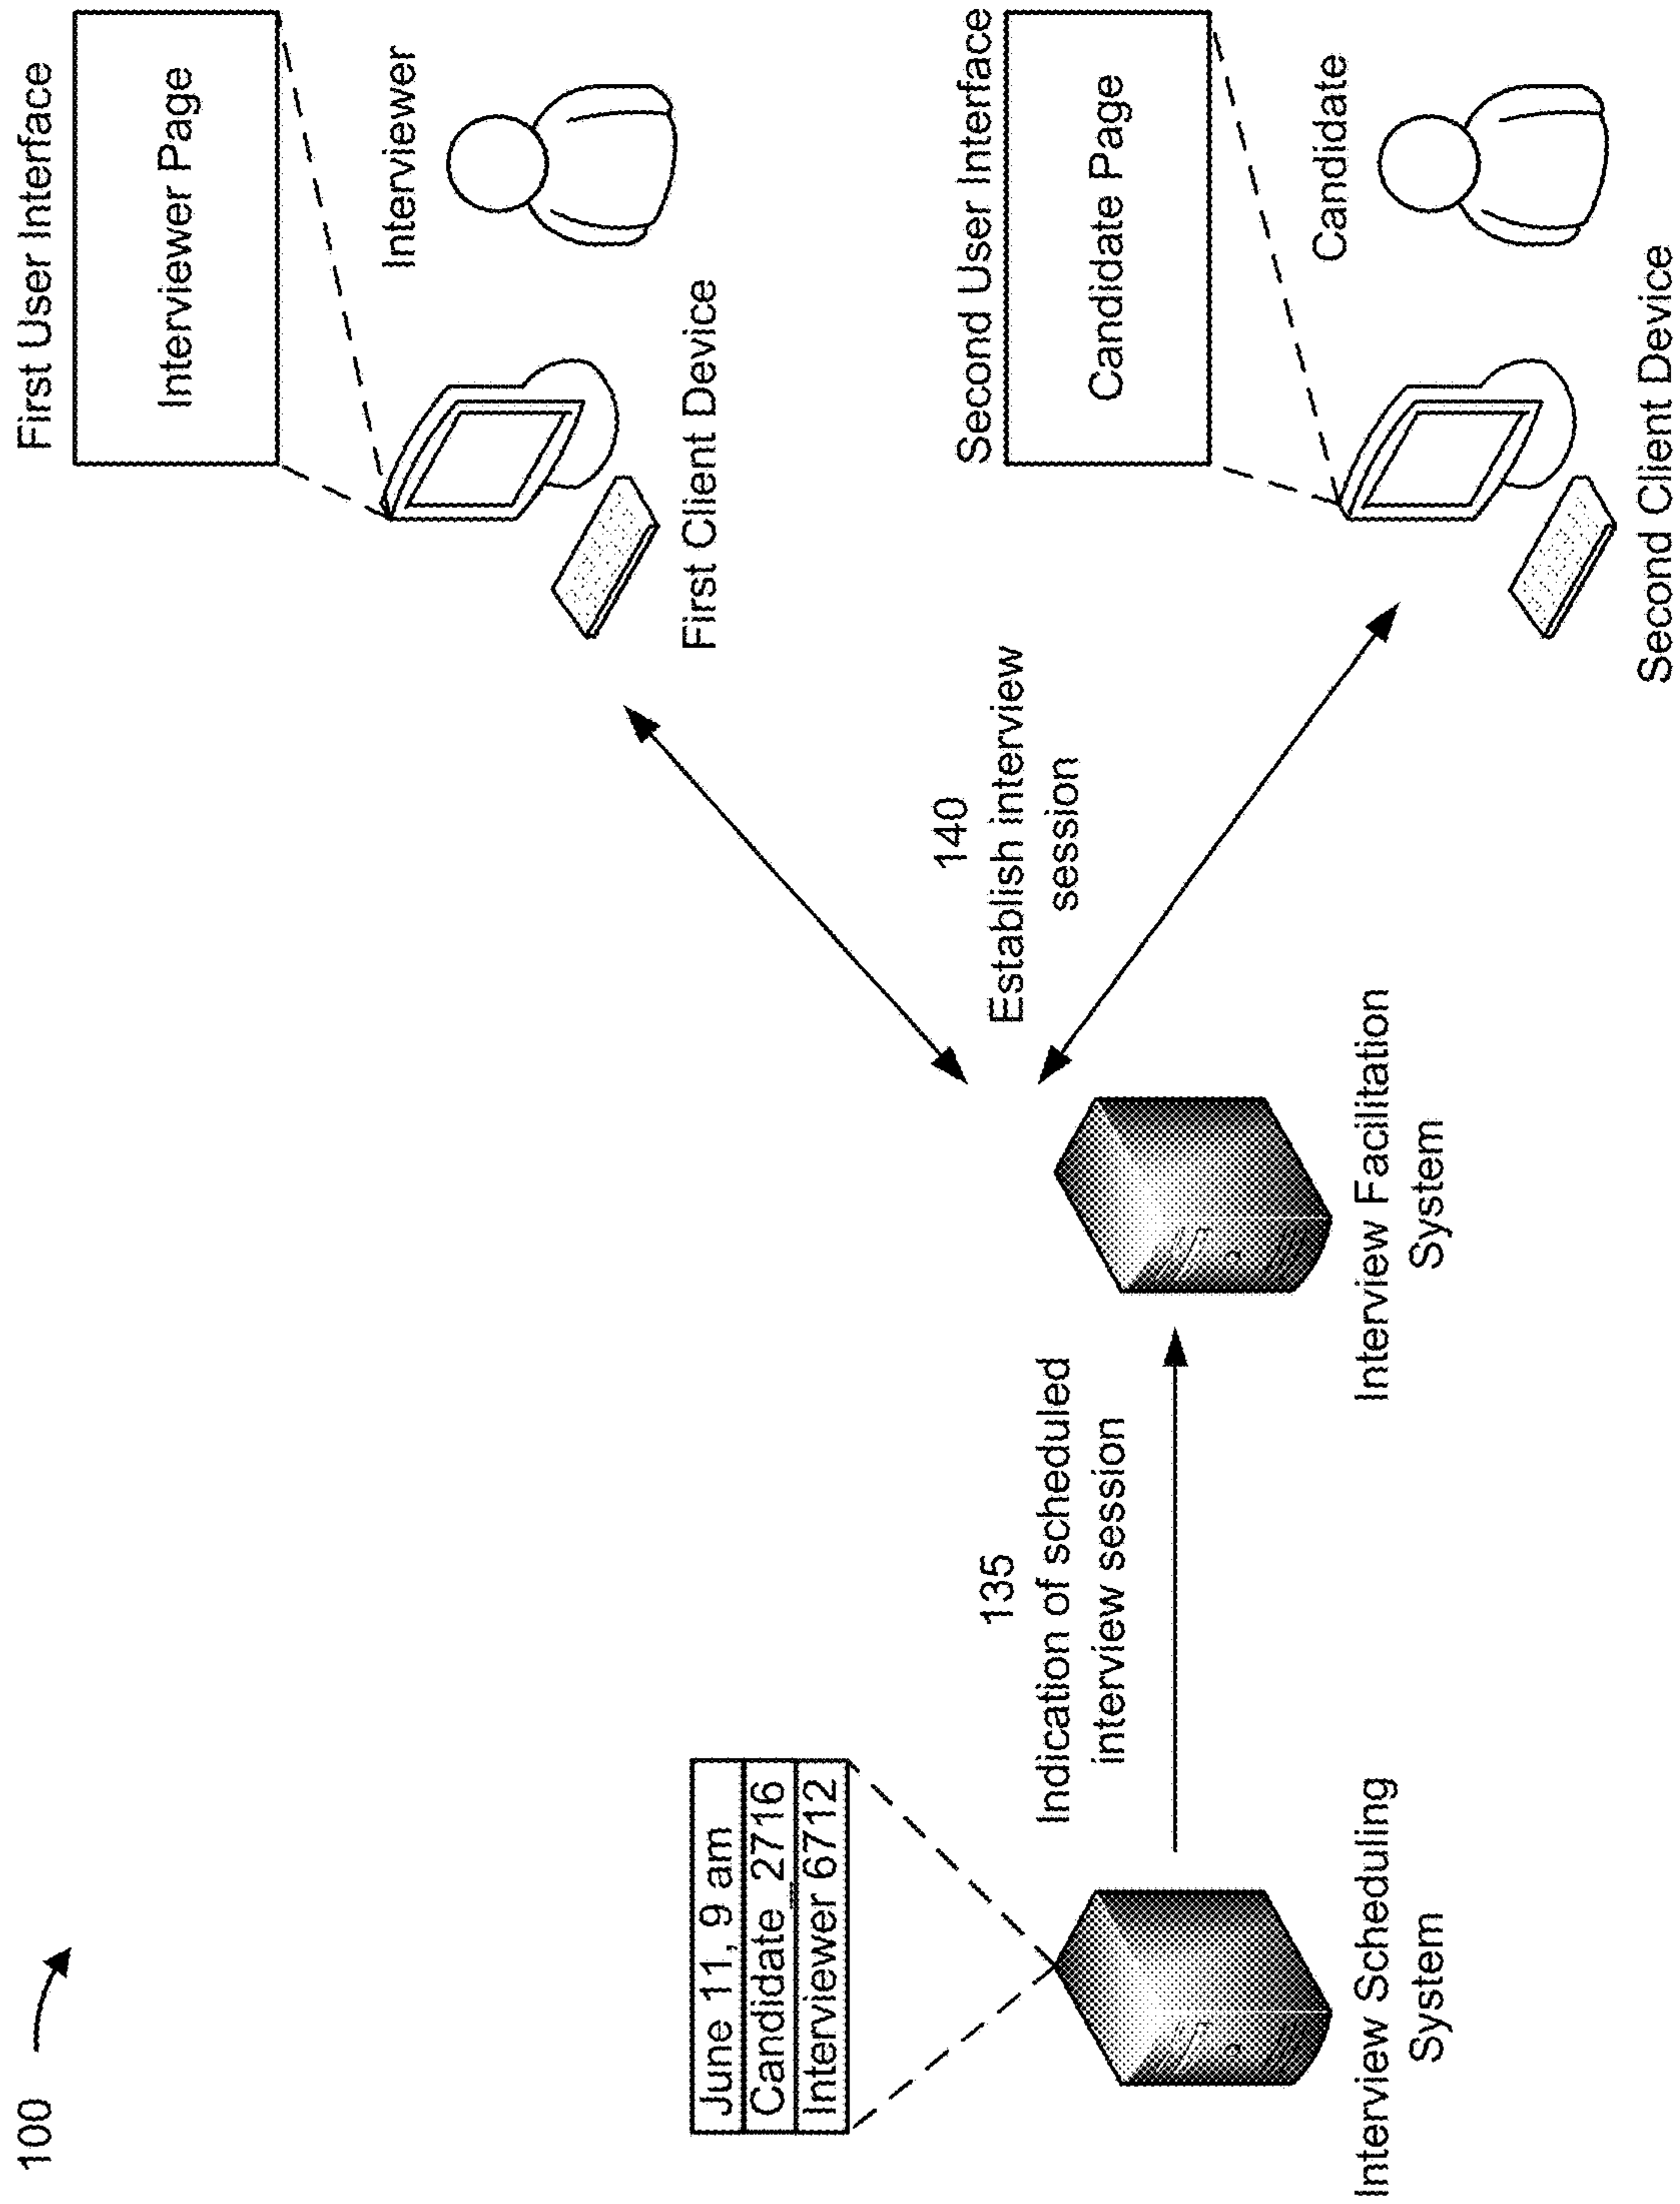 100
First User Interface
Interviewer Page
Interviewer
First Client Device
June 11, 9 am
Candidate 2716
Interviewer 6712
135
Indication of scheduled
interview session
140
Establish interview
session
Interview Scheduling
System
Interview Facilitation
System
Second User Interface
Candidate Page
Candidate
Second Client Device